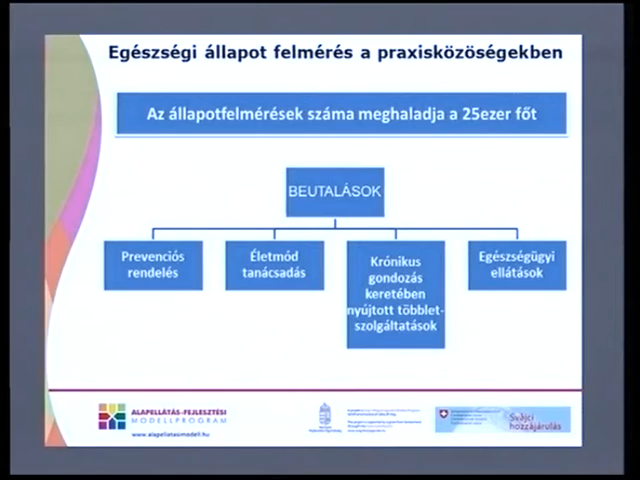 Egészségi állapot felmérés a praxisközöségekben
Az állapotfelmérések száma meghaladja a 25ezer főt
BEUTALÁSOK
Prevenciós
rendelés
Életmód
tanácsadás
Krónikus
gondozás
keretében
nyújtott többlet-
szolgáltatások
Egészségügyi
ellátások
ALAPELLÁTÁS-FEJLESZTÉSI
MODELLPROGRAM
www.alapellatasmodell.hu
Svájci
hozzájárulás